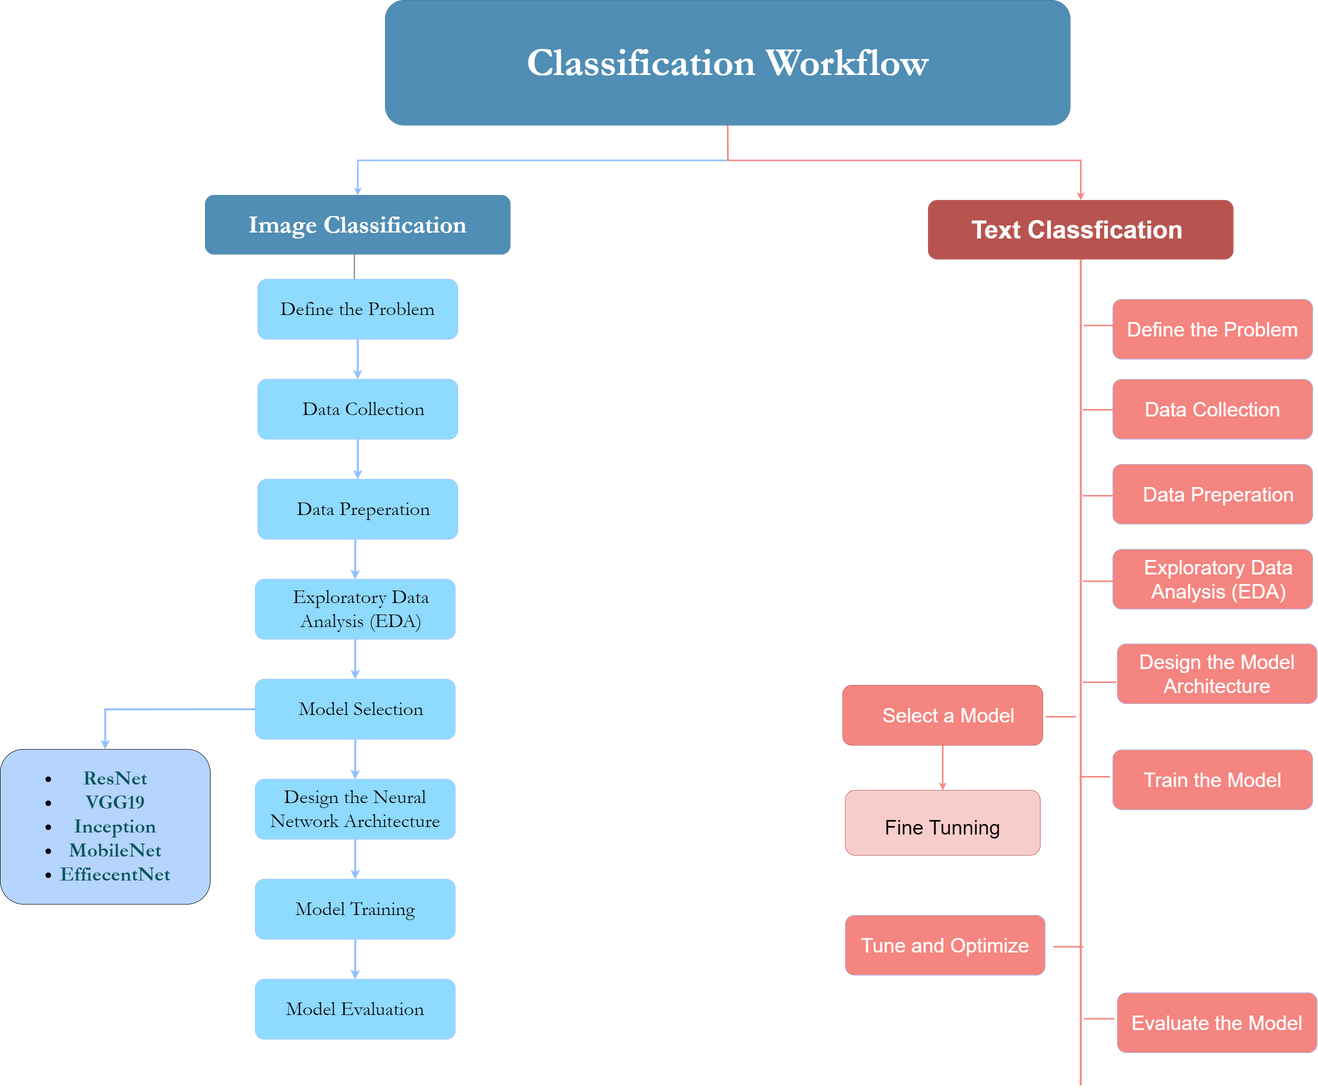 Classification Workflow
Image Classification
Define the Problem
Data Collection
Data Preperation
Exploratory Data
Analysis (EDA)
Model Selection
ResNet
VGG19
Inception
MobileNet
EffiecentNet
Design the Neural
Network Architecture
Model Training
Model Evaluation
Text Classfication
Define the Problem
Data Collection
Data Preperation
Exploratory Data
Analysis (EDA)
Design the Model
Architecture
Select a Model
Fine Tunning
Train the Model
Tune and Optimize
Evaluate the Model